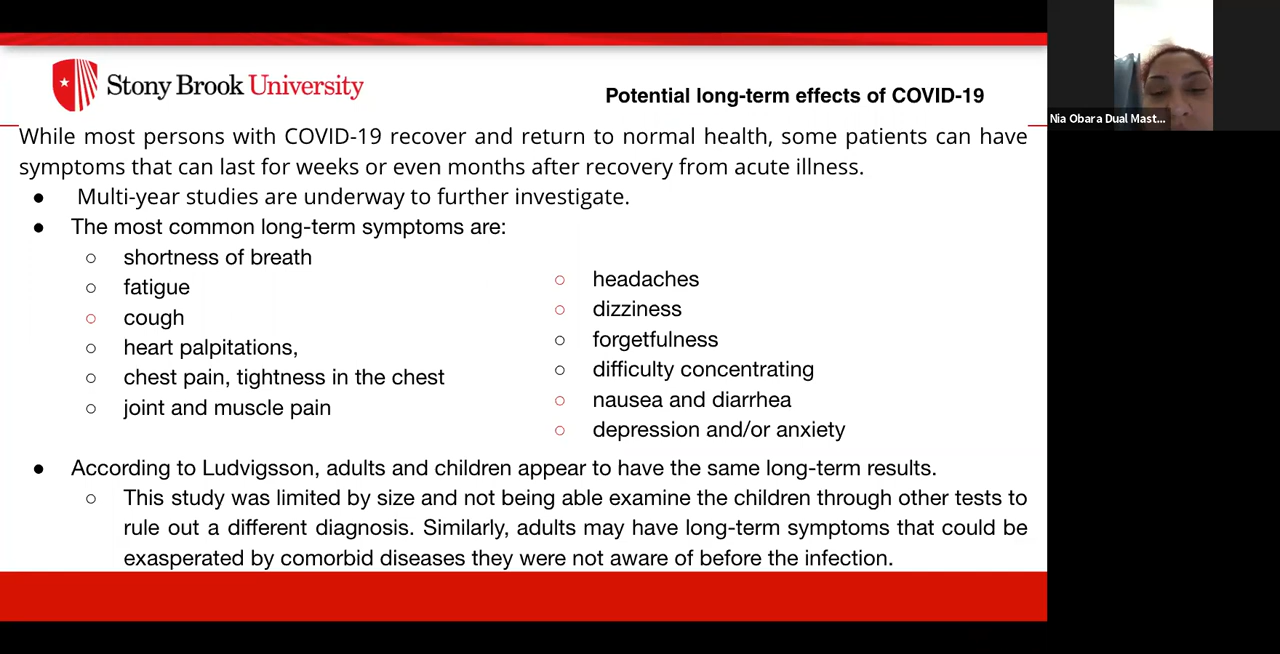 Stony Brook University
Potential long-term effects of COVID-19
Nia Obara Dual Mast...
While most persons with COVID-19 recover and return to normal health, some patients can have
symptoms that can last for weeks or even months after recovery from acute illness.
● Multi-year studies are underway to further investigate.
● The most common long-term symptoms are:
○ shortness of breath
○ fatigue
○ cough
○ heart palpitations,
○ chest pain, tightness in the chest
○ joint and muscle pain
○ headaches
○ dizziness
○ forgetfulness
○ difficulty concentrating
○ nausea and diarrhea
○ depression and/or anxiety
● According to Ludvigsson, adults and children appear to have the same long-term results.
○ This study was limited by size and not being able examine the children through other tests to
rule out a different diagnosis. Similarly, adults may have long-term symptoms that could be
exasperated by comorbid diseases they were not aware of before the infection.